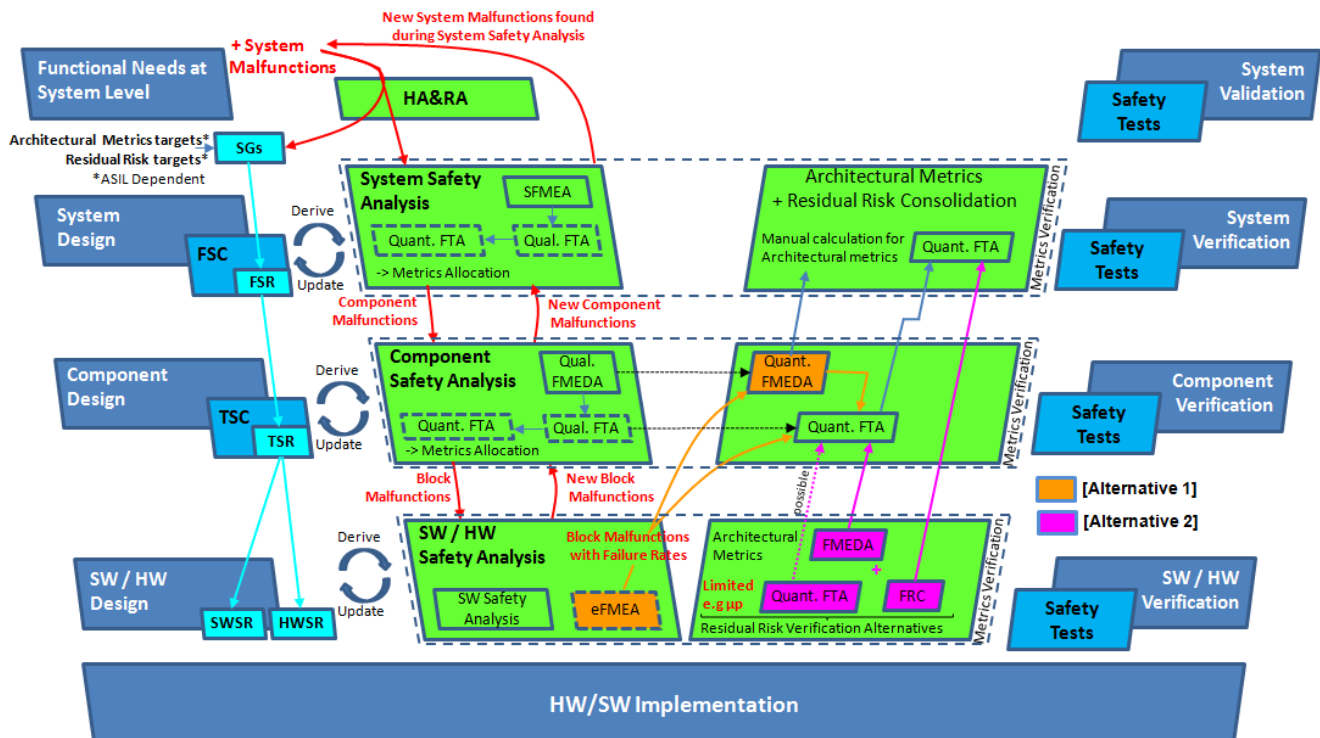 New System Malfunctions found
during System Safety Analysis
+ System
Malfunctions
Functional Needs at
System Level
HA&RA
System
Validation
Safety
Tests
Architectural Metrics targets*
Residual Risk targets*
*ASIL Dependent
SGs
System
Design
FSC
FSR
Derive
Update
System Safety
Analysis
SFMEA
Quant. FTA
Qual. FTA
-> Metrics Allocation
Architectural Metrics
+ Residual Risk Consolidation
Manual calculation for
Architectural metrics
Quant. FTA
Metrics Verification
System
Verification
Safety
Tests
Component
Malfunctions
New Component
Malfunctions
Component
Design
TSC
TSR
Derive
Update
Component
Safety Analysis
Qual.
FMEDA
Quant. FTA
Qual. FTA
-> Metrics Allocation
Quant.
FMEDA
Quant. FTA
Metrics Verification
Component
Verification
Safety
Tests
Block
Malfunctions
New Block
Malfunctions
possible
[Alternative 1]
[Alternative 2]
SW / HW
Design
SWSR
HWSR
Derive
Update
SW / HW
Safety Analysis
SW Safety
Analysis
eFMEA
Block Malfunctions
with Failure Rates
Architectural
Metrics
FMEDA
+
Limited
e.g µp
Quant. FTA
FRC
Residual Risk Verification Alternatives
Metrics Verification
SW / HW
Verification
Safety
Tests
HW/SW Implementation